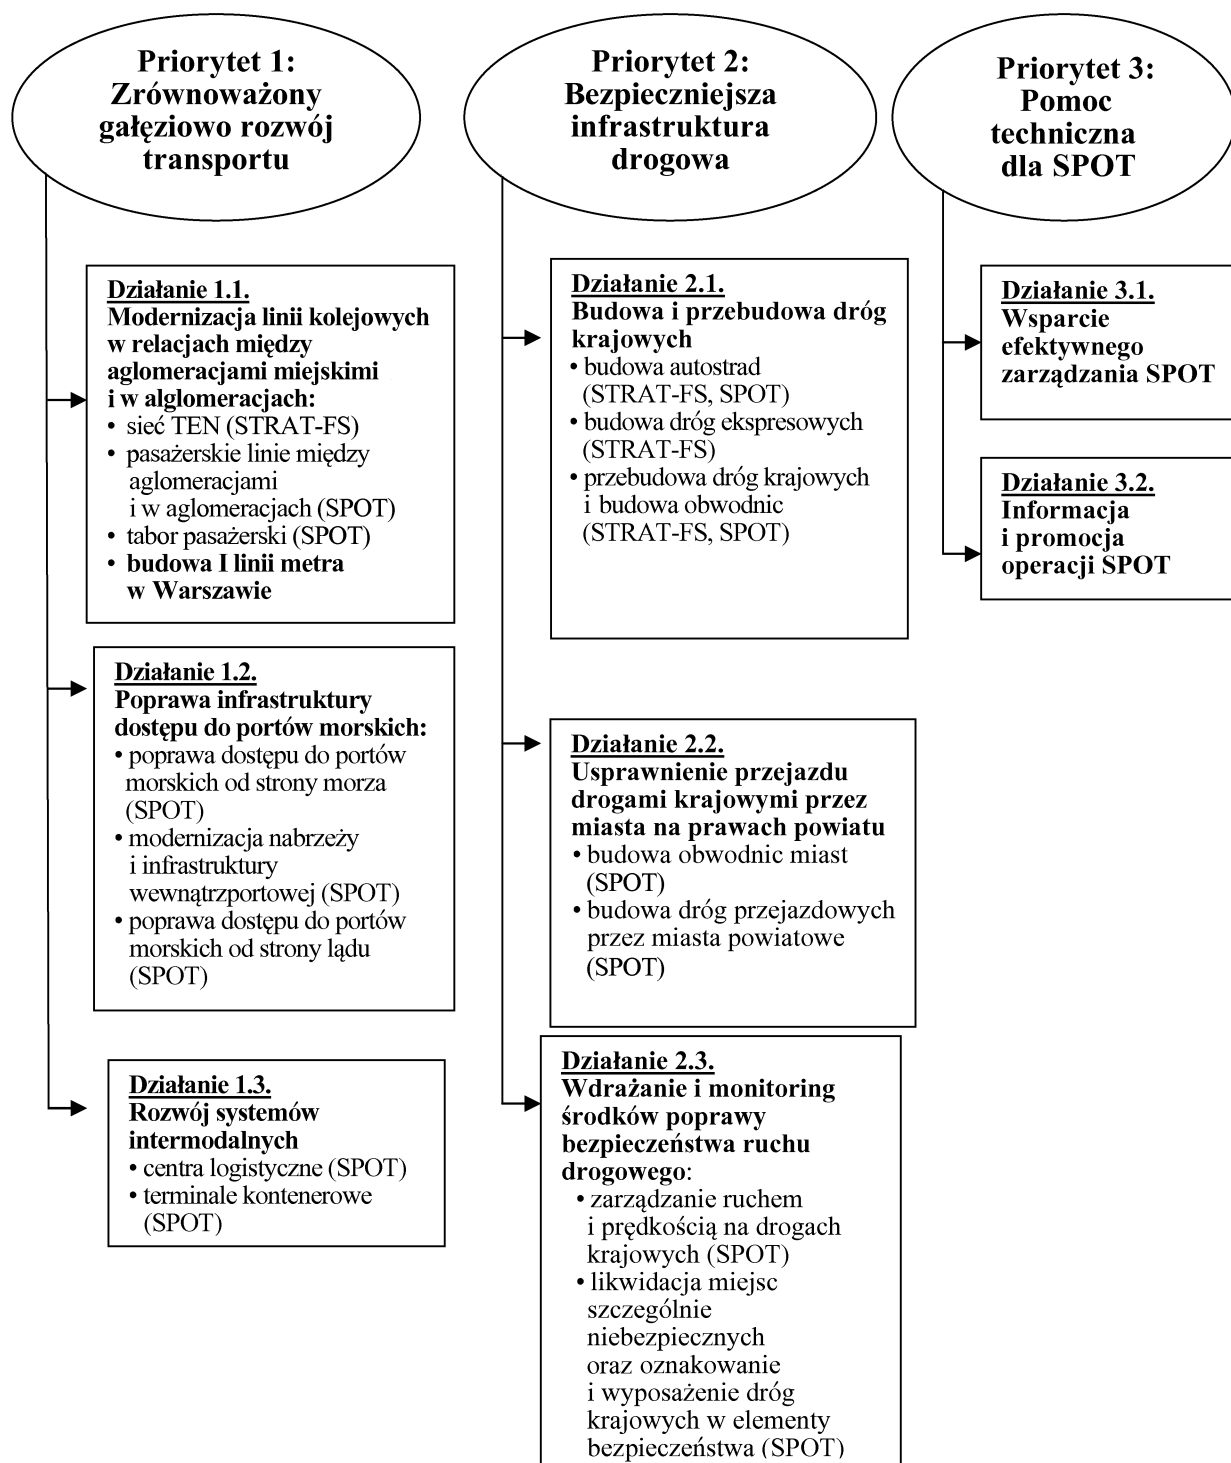 Priorytet 1:
Zrównoważony
gałęziowo rozwój
transportu
Działanie 1.1.
Modernizacja linii kolejowych
w relacjach między
aglomeracjami miejskimi
i w alglomeracjach:
• sieć TEN (STRAT-FS)
• pasażerskie linie między
aglomeracjami
i w aglomeracjach (SPOT)
• tabor pasażerski (SPOT)
• budowa I linii metra
w Warszawie
Działanie 1.2.
Poprawa infrastruktury
dostępu do portów morskich:
• poprawa dostępu do portów
morskich od strony morza
(SPOT)
• modernizacja nabrzeży
i infrastruktury
wewnątrzportowej (SPOT)
• poprawa dostępu do portów
morskich od strony lądu
(SPOT)
Działanie 1.3.
Rozwój systemów
intermodalnych
• centra logistyczne (SPOT)
• terminale kontenerowe
(SPOT)
Priorytet 2:
Bezpieczniejsza
infrastruktura
drogowa
Działanie 2.1.
Budowa i przebudowa dróg
krajowych
• budowa autostrad
(STRAT-FS, SPOT)
• budowa dróg ekspresowych
(STRAT-FS)
• przebudowa dróg krajowych
i budowa obwodnic
(STRAT-FS, SPOT)
Działanie 2.2.
Usprawnienie przejazdu
drogami krajowymi przez
miasta na prawach powiatu
• budowa obwodnic miast
(SPOT)
• budowa dróg przejazdowych
przez miasta powiatowe
(SPOT)
Działanie 2.3.
Wdrażanie i monitoring
środków poprawy
bezpieczeństwa ruchu
drogowego:
• zarządzanie ruchem
i prędkością na drogach
krajowych (SPOT)
• likwidacja miejsc
szczególnie
niebezpiecznych
oraz oznakowanie
i wyposażenie dróg
krajowych w elementy
bezpieczeństwa (SPOT)
Priorytet 3:
Pomoc
techniczna
dla SPOT
Działanie 3.1.
Wsparcie
efektywnego
zarządzania SPOT
Działanie 3.2.
Informacja
i promocja
operacji SPOT